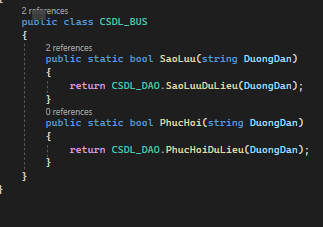 {
2 references
public class CSDL_BUS
{
2 references
public static bool SaoLuu(string DuongDan)
{
return CSDL_DAO.SaoLuuDuLieu(DuongDan);
}
0 references
public static bool PhucHoi(string DuongDan)
{
return CSDL_DAO.PhucHoiDuLieu(DuongDan);
}
}
}